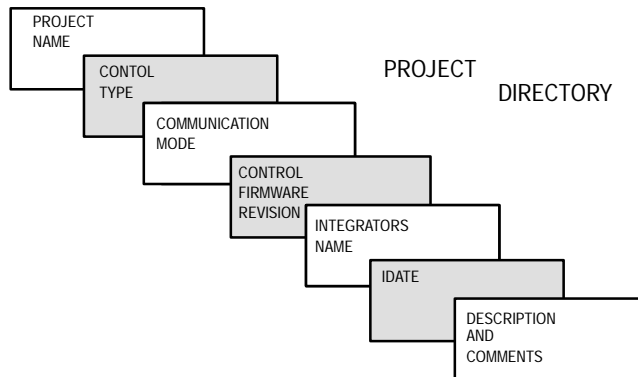 PROJECT
NAME
CONTOL
TYPE
COMMUNICATION
MODE
CONTROL
FIRMWARE
REVISION
INTEGRATORS
NAME
IDATE
DESCRIPTION
AND
COMMENTS
PROJECT
DIRECTORY